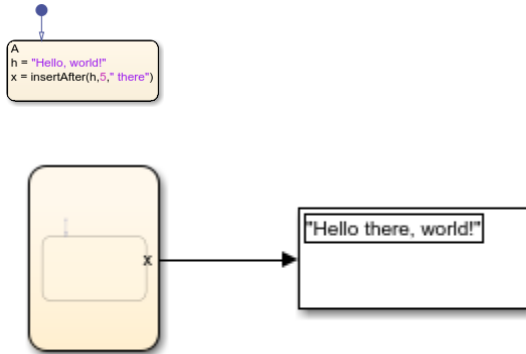 A
h = "Hello, world!"
x = insertAfter(h,5," there")
x
"Hello there, world!"